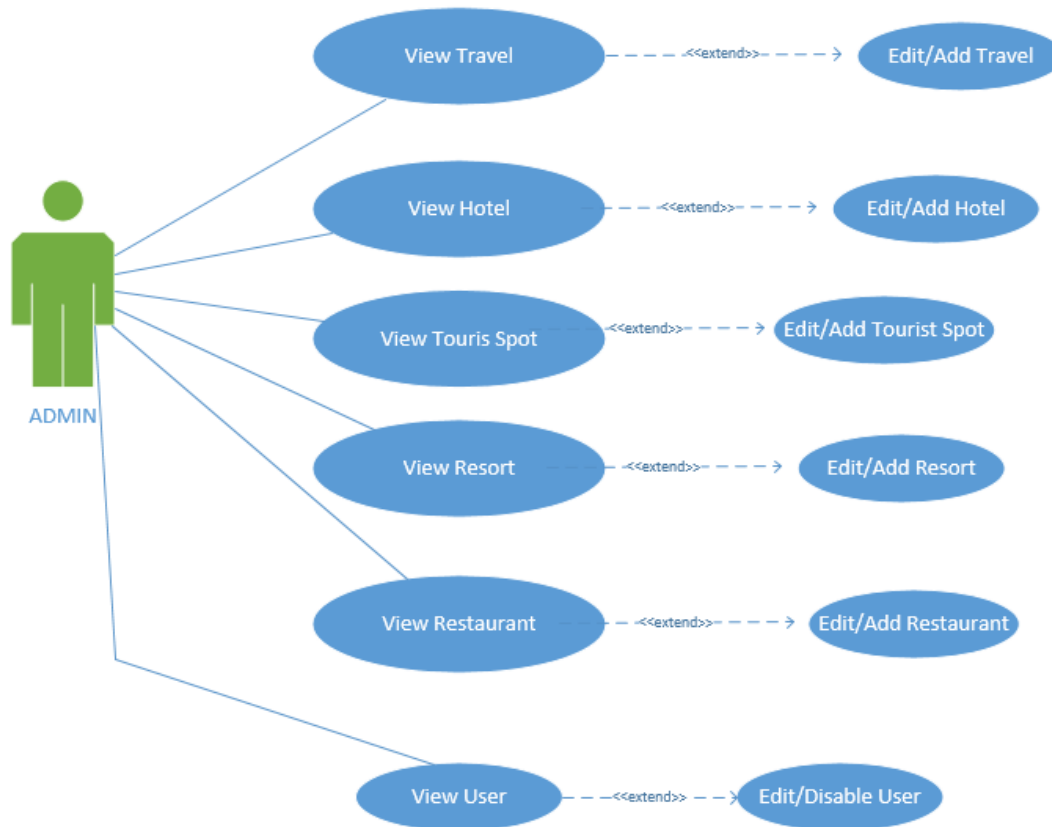 View Travel
<<extend>>
Edit/Add Travel
View Hotel
<<extend>>
Edit/Add Hotel
View Touris Spot
<<extend>>
Edit/Add Tourist Spot
ADMIN
View Resort
<<extend>>
Edit/Add Resort
View Restaurant
<<extend>>
Edit/Add Restaurant
View User
<<extend>>
Edit/Disable User